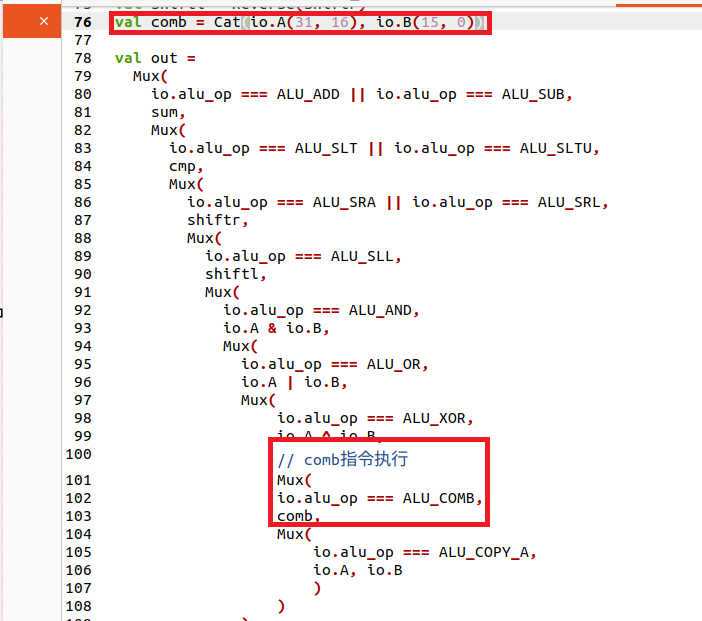 76 val comb = Cat(io.A(31, 16), io.B(15, 0))
77
78 val out =
79 Mux(
80 io.alu_op === ALU_ADD || io.alu_op === ALU_SUB,
81 sum,
82 Mux(
83 io.alu_op === ALU_SLT || io.alu_op === ALU_SLTU,
84 cmp,
85 Mux(
86 io.alu_op === ALU_SRA || io.alu_op === ALU_SRL,
87 shiftr,
88 Mux(
89 io.alu_op === ALU_SLL,
90 shiftl,
91 Mux(
92 io.alu_op === ALU_AND,
93 io.A & io.B,
94 Mux(
95 io.alu_op === ALU_OR,
96 io.A | io.B,
97 Mux(
98 io.alu_op === ALU_XOR,
99 io.A ^ io.B,
100 // comb指令执行
101 Mux(
102 io.alu_op === ALU_COMB,
103 comb,
104 Mux(
105 io.alu_op === ALU_COPY_A,
106 io.A, io.B
107 )
108 )